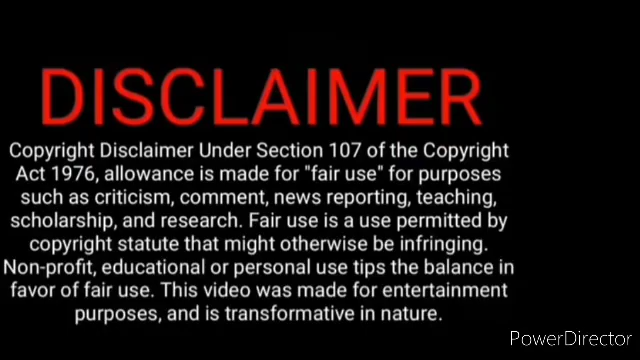 DISCLAIMER
Copyright Disclaimer Under Section 107 of the Copyright
Act 1976, allowance is made for "fair use" for purposes
such as criticism, comment, news reporting, teaching,
scholarship, and research. Fair use is a use permitted by
copyright statute that might otherwise be infringing.
Non-profit, educational or personal use tips the balance in
favor of fair use. This video was made for entertainment
purposes, and is transformative in nature.
PowerDirector